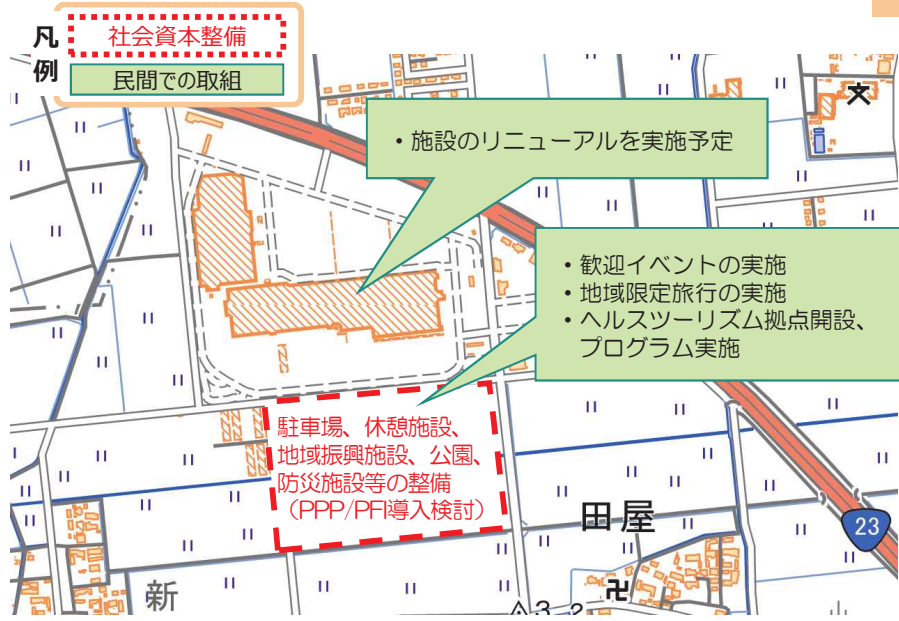 凡例
社会資本整備
民間での取組
・施設のリニューアルを実施予定
・歓迎イベントの実施
・地域限定旅行の実施
・ヘルスツーリズム拠点開設、
プログラム実施
駐車場、休憩施設、
地域振興施設、公園、
防災施設等の整備
（PPP/PFI導入検討）
田屋
23
新
3